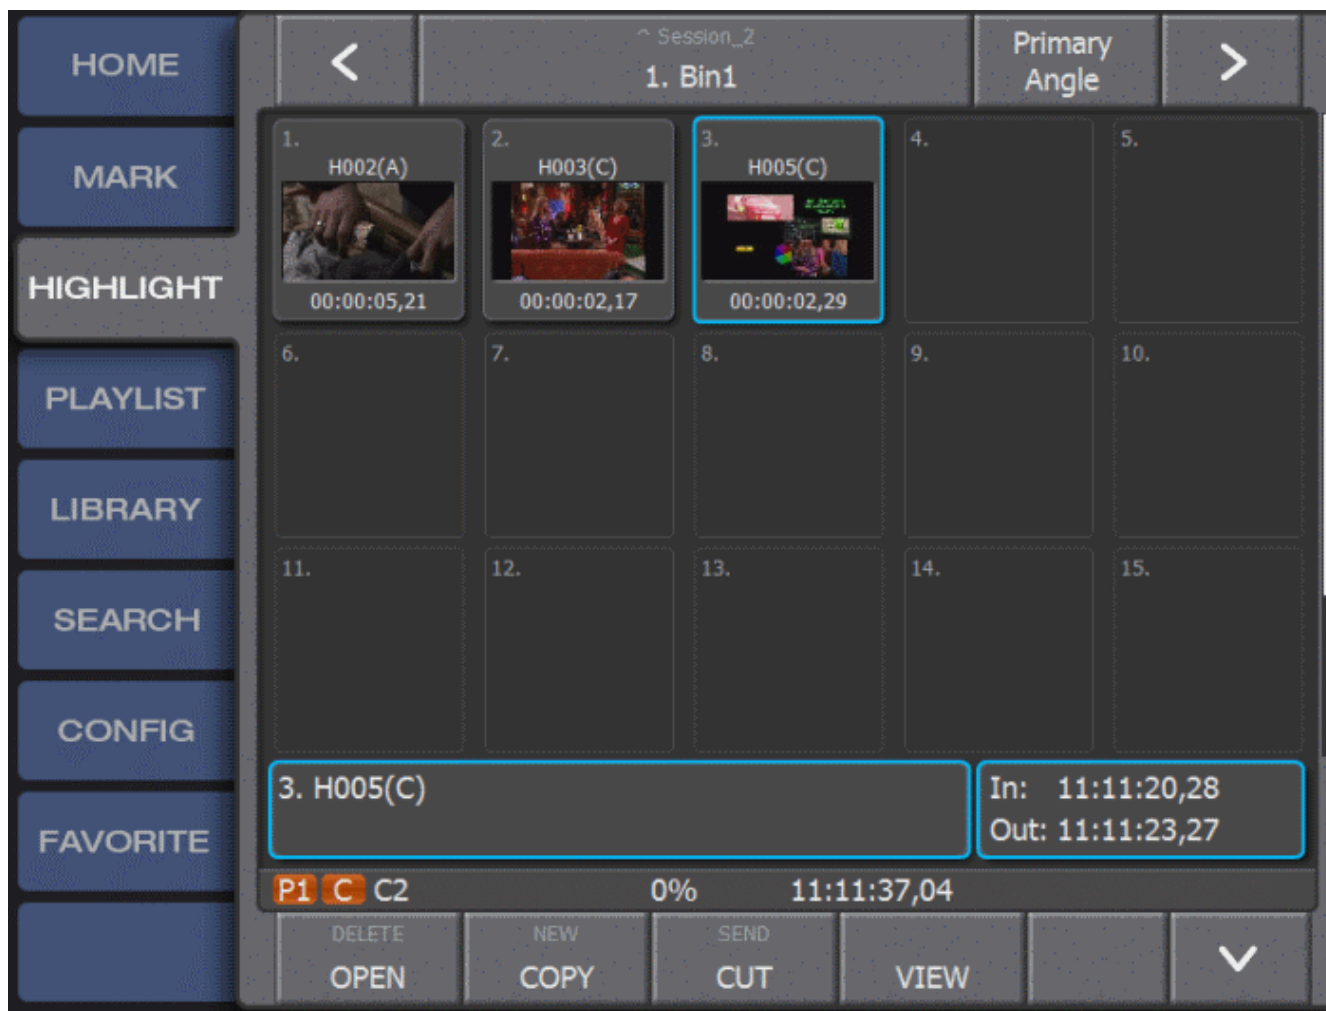 HOME
MARK
HIGHLIGHT
PLAYLIST
LIBRARY
SEARCH
CONFIG
FAVORITE
^ Session_2
1. Bin1
Primary
Angle
1.
H002(A)
00:00:05,21
2.
H003(C)
00:00:02,17
3.
H005(C)
00:00:02,29
4.
5.
6.
7.
8.
9.
10.
11.
12.
13.
14.
15.
3. H005(C)
In: 11:11:20,28
Out: 11:11:23,27
P1 C C2 0% 11:11:37,04
DELETE
OPEN
NEW
COPY
SEND
CUT
VIEW